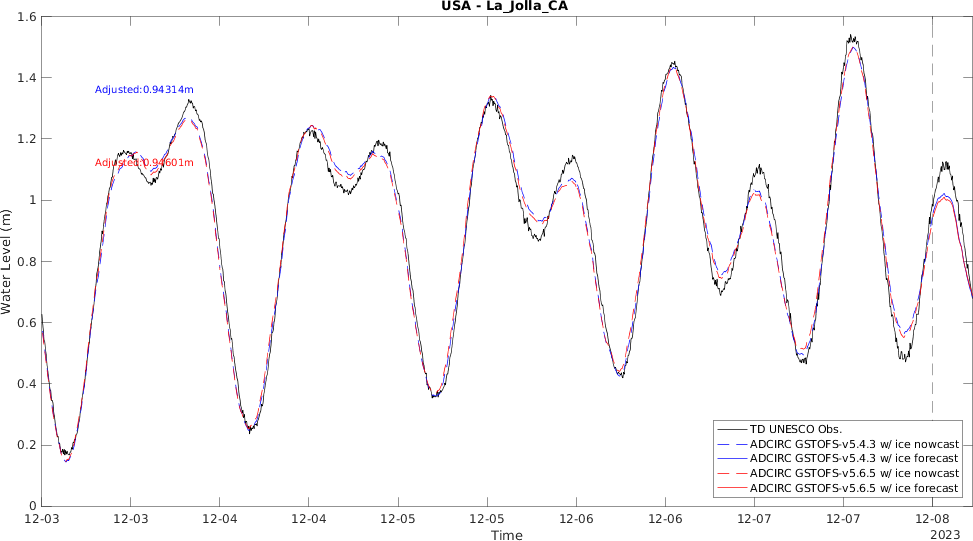 USA - La_Jolla_CA
1.6
1.4
1.2
1
0.8
0.6
0.4
0.2
0
Water Level (m)
Adjusted:0.94314m
Adjusted:0.94601m
TD UNESCO Obs.
ADCIRC GSTOFS-v5.4.3 w/ ice nowcast
ADCIRC GSTOFS-v5.4.3 w/ ice forecast
ADCIRC GSTOFS-v5.6.5 w/ ice nowcast
ADCIRC GSTOFS-v5.6.5 w/ ice forecast
12-03 12-03 12-04 12-04 12-05 12-05 12-06 12-06 12-07 12-07 12-08
Time
2023